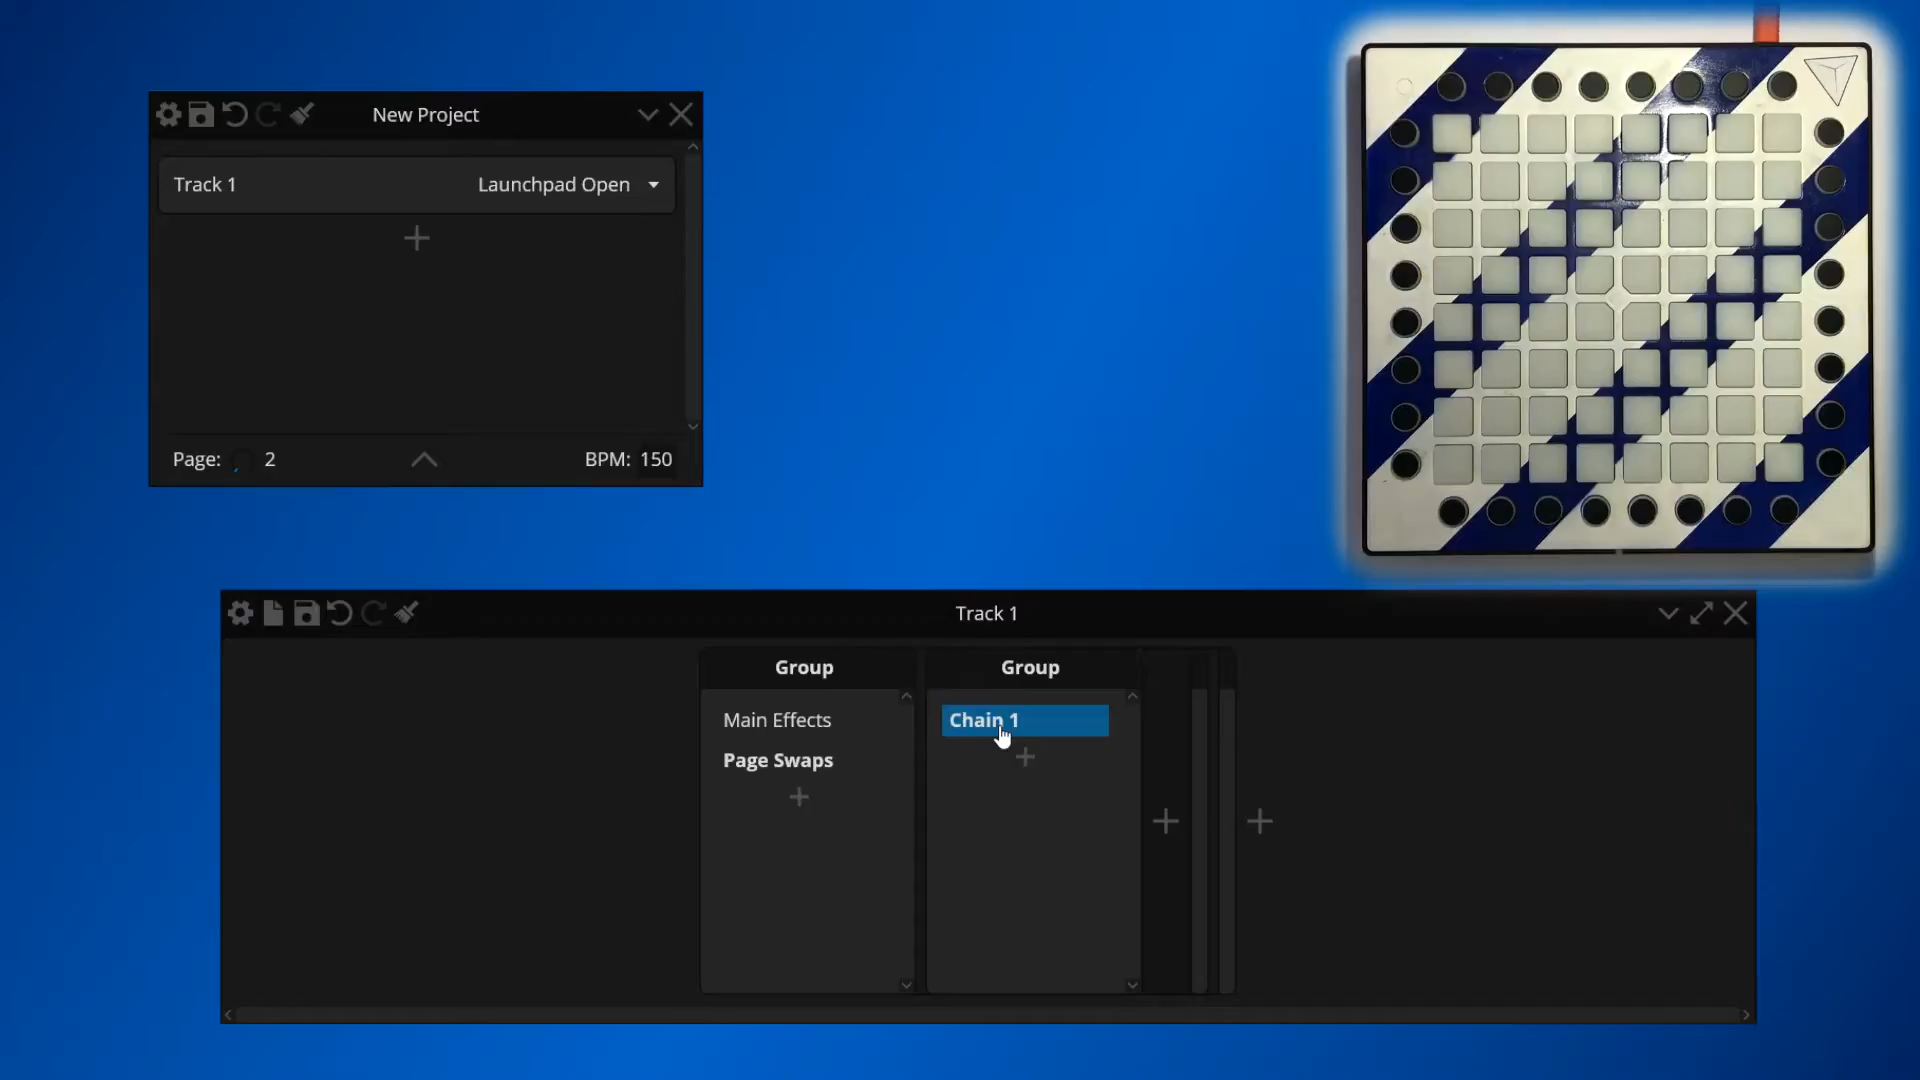 New Project
Track 1
Launchpad Open
Page: 2
BPM: 150
Track 1
Group
Group
Main Effects
Chain 1
Page Swaps